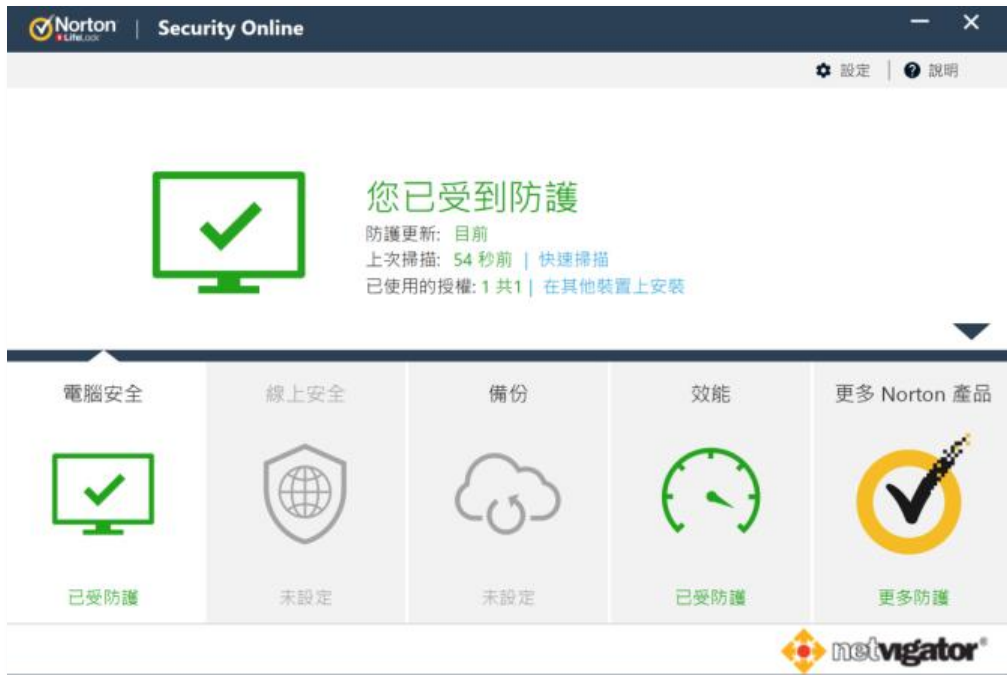 Norton LifeLock | Security Online
設定 | 說明
您已受到防護
防護更新: 目前
上次掃描: 54 秒前 | 快速掃描
已使用的授權: 1 共1 | 在其他裝置上安裝
電腦安全 線上安全 備份 效能 更多 Norton 產品
已受防護 未設定 未設定 已受防護 更多防護
netvigator®